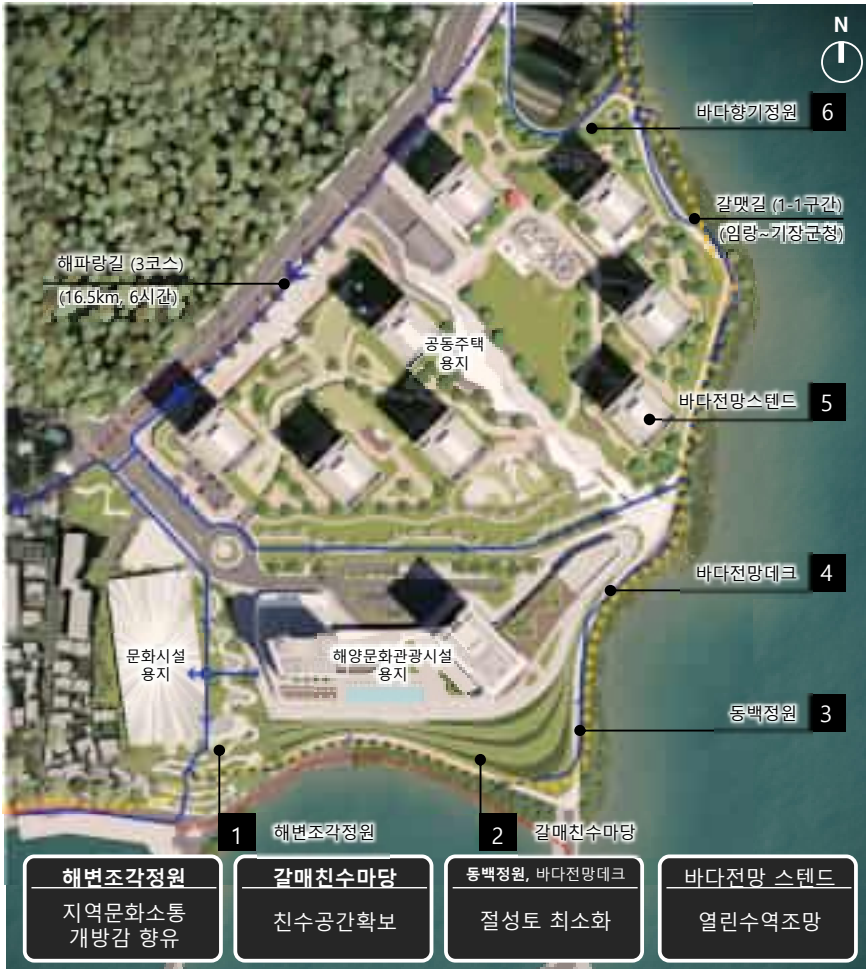 N
바다향기정원 6
갈맷길 (1-1구간)
(임랑~기장군청)
해파랑길 (3코스)
(16.5km, 6시간)
공동주택
용지
바다전망스텐드 5
바다전망데크 4
문화시설
용지
해양문화관광시설
용지
동백정원 3
1 해변조각정원
2 갈매친수마당
해변조각정원
지역문화소통
개방감 향유
갈매친수마당
친수공간확보
동백정원, 바다전망데크
절성토 최소화
바다전망 스텐드
열린수역조망